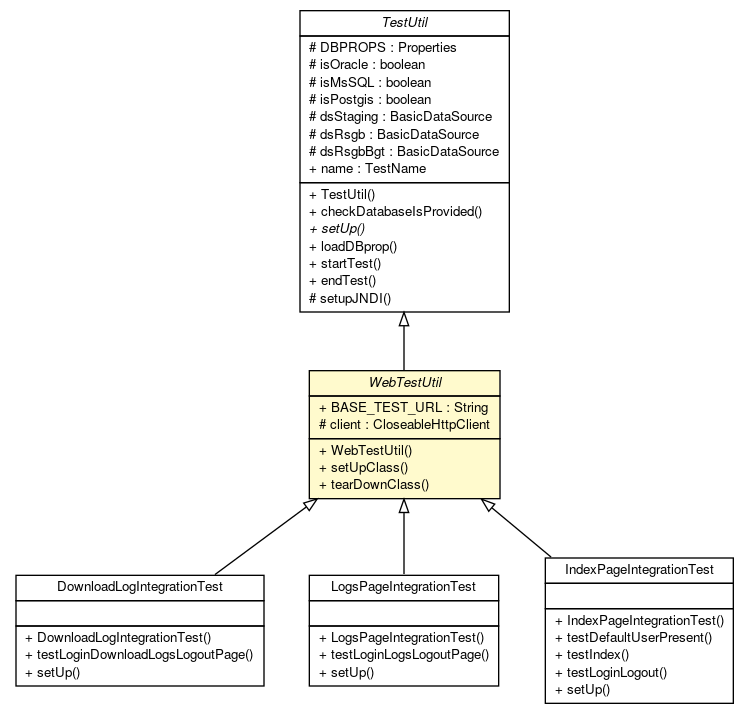 TestUtil
# DBPROPS : Properties
# isOracle : boolean
# isMsSQL : boolean
# isPostgis : boolean
# dsStaging : BasicDataSource
# dsRsgb : BasicDataSource
# dsRsgbBgt : BasicDataSource
+ name : TestName
+ TestUtil()
+ checkDatabaseIsProvided()
+ setUp()
+ loadDBprop()
+ startTest()
+ endTest()
# setupJNDI()
WebTestUtil
+ BASE_TEST_URL : String
# client : CloseableHttpClient
+ WebTestUtil()
+ setUpClass()
+ tearDownClass()
DownloadLogIntegrationTest
+ DownloadLogIntegrationTest()
+ testLoginDownloadLogsLogoutPage()
+ setUp()
LogsPageIntegrationTest
+ LogsPageIntegrationTest()
+ testLoginLogsLogoutPage()
+ setUp()
IndexPageIntegrationTest
+ IndexPageIntegrationTest()
+ testDefaultUserPresent()
+ testIndex()
+ testLoginLogout()
+ setUp()